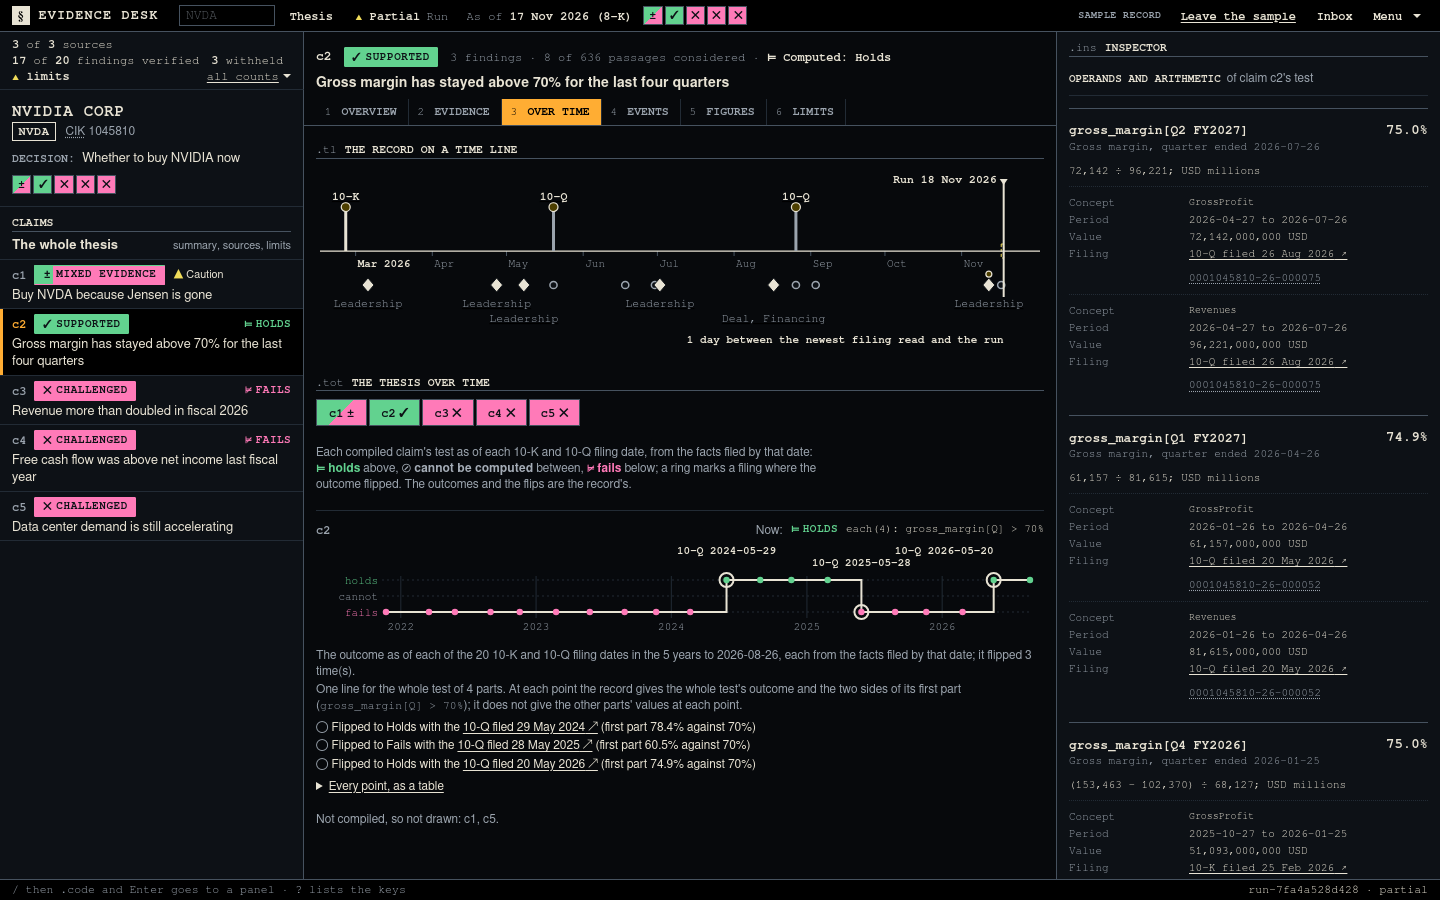 § EVIDENCE DESK
NVDA
Thesis
▲ Partial Run
As of 17 Nov 2026 (8-K)
± ✓ ✕ ✕ ✕
SAMPLE RECORD
Leave the sample
Inbox
Menu
3 of 3 sources
17 of 20 findings verified 3 withheld
▲ limits
all counts
NVIDIA CORP
NVDA CIK 1045810
DECISION: Whether to buy NVIDIA now
± ✓ ✕ ✕ ✕
CLAIMS
The whole thesis summary, sources, limits
c1 ± MIXED EVIDENCE ▲ Caution
Buy NVDA because Jensen is gone
c2 ✓ SUPPORTED ⊨ HOLDS
Gross margin has stayed above 70% for the last
four quarters
c3 ✕ CHALLENGED ⊭ FAILS
Revenue more than doubled in fiscal 2026
c4 ✕ CHALLENGED ⊭ FAILS
Free cash flow was above net income last fiscal
year
c5 ✕ CHALLENGED
Data center demand is still accelerating
c2 ✓ SUPPORTED 3 findings · 8 of 636 passages considered · ⊨ Computed: Holds
Gross margin has stayed above 70% for the last four quarters
1 OVERVIEW
2 EVIDENCE
3 OVER TIME
4 EVENTS
5 FIGURES
6 LIMITS
.tl THE RECORD ON A TIME LINE
Run 18 Nov 2026
10-K
10-Q
10-Q
Mar 2026
Apr
May
Jun
Jul
Aug
Sep
Oct
Nov
Leadership
Leadership
Leadership
Leadership
Leadership
Deal, Financing
1 day between the newest filing read and the run
.tot THE THESIS OVER TIME
c1 ± c2 ✓ c3 ✕ c4 ✕ c5 ✕
Each compiled claim's test as of each 10-K and 10-Q filing date, from the facts filed by that date:
⊨ holds above, ⊘ cannot be computed between, ⊭ fails below; a ring marks a filing where the
outcome flipped. The outcomes and the flips are the record's.
c2
Now: ⊨ HOLDS each(4): gross_margin[Q] > 70%
10-Q 2024-05-29
10-Q 2026-05-20
10-Q 2025-05-28
holds
cannot
fails
2022
2023
2024
2025
2026
The outcome as of each of the 20 10-K and 10-Q filing dates in the 5 years to 2026-08-26, each from the facts filed by that date; it flipped 3
time(s).
One line for the whole test of 4 parts. At each point the record gives the whole test's outcome and the two sides of its first part
(gross_margin[Q] > 70%); it does not give the other parts' values at each point.
Flipped to Holds with the 10-Q filed 29 May 2024 ↗ (first part 78.4% against 70%)
Flipped to Fails with the 10-Q filed 28 May 2025 ↗ (first part 60.5% against 70%)
Flipped to Holds with the 10-Q filed 20 May 2026 ↗ (first part 74.9% against 70%)
▶ Every point, as a table
Not compiled, so not drawn: c1, c5.
.ins INSPECTOR
OPERANDS AND ARITHMETIC of claim c2's test
gross_margin[Q2 FY2027] 75.0%
Gross margin, quarter ended 2026-07-26
72,142 ÷ 96,221; USD millions
Concept GrossProfit
Period 2026-04-27 to 2026-07-26
Value 72,142,000,000 USD
Filing 10-Q filed 26 Aug 2026 ↗
0001045810-26-000075
Concept Revenues
Period 2026-04-27 to 2026-07-26
Value 96,221,000,000 USD
Filing 10-Q filed 26 Aug 2026 ↗
0001045810-26-000075
gross_margin[Q1 FY2027] 74.9%
Gross margin, quarter ended 2026-04-26
61,157 ÷ 81,615; USD millions
Concept GrossProfit
Period 2026-01-26 to 2026-04-26
Value 61,157,000,000 USD
Filing 10-Q filed 20 May 2026 ↗
0001045810-26-000052
Concept Revenues
Period 2026-01-26 to 2026-04-26
Value 81,615,000,000 USD
Filing 10-Q filed 20 May 2026 ↗
0001045810-26-000052
gross_margin[Q4 FY2026] 75.0%
Gross margin, quarter ended 2026-01-25
(153,463 − 102,370) ÷ 68,127; USD millions
Concept GrossProfit
Period 2025-10-27 to 2026-01-25
Value 51,093,000,000 USD
Filing 10-K filed 25 Feb 2026 ↗
/ then .code and Enter goes to a panel · ? lists the keys
run-7fa4a528d428 · partial